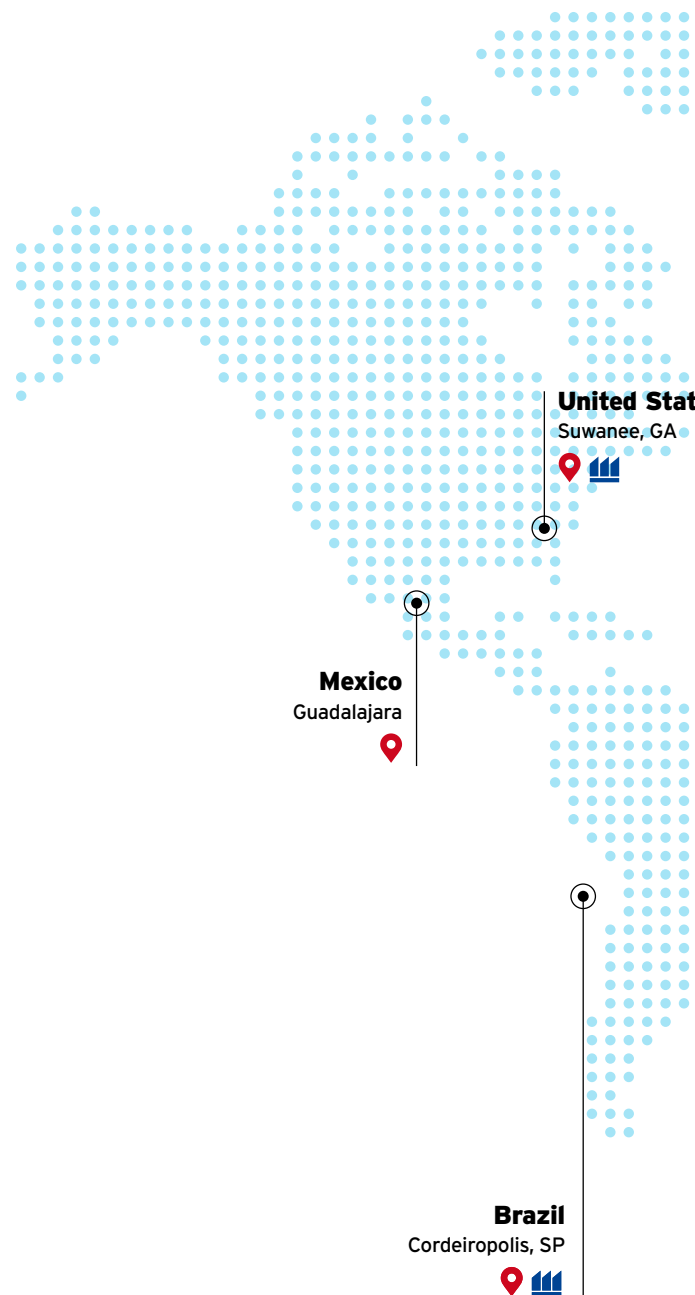 United Stat
Suwanee, GA
Mexico
Guadalajara
Brazil
Cordeiropolis, SP